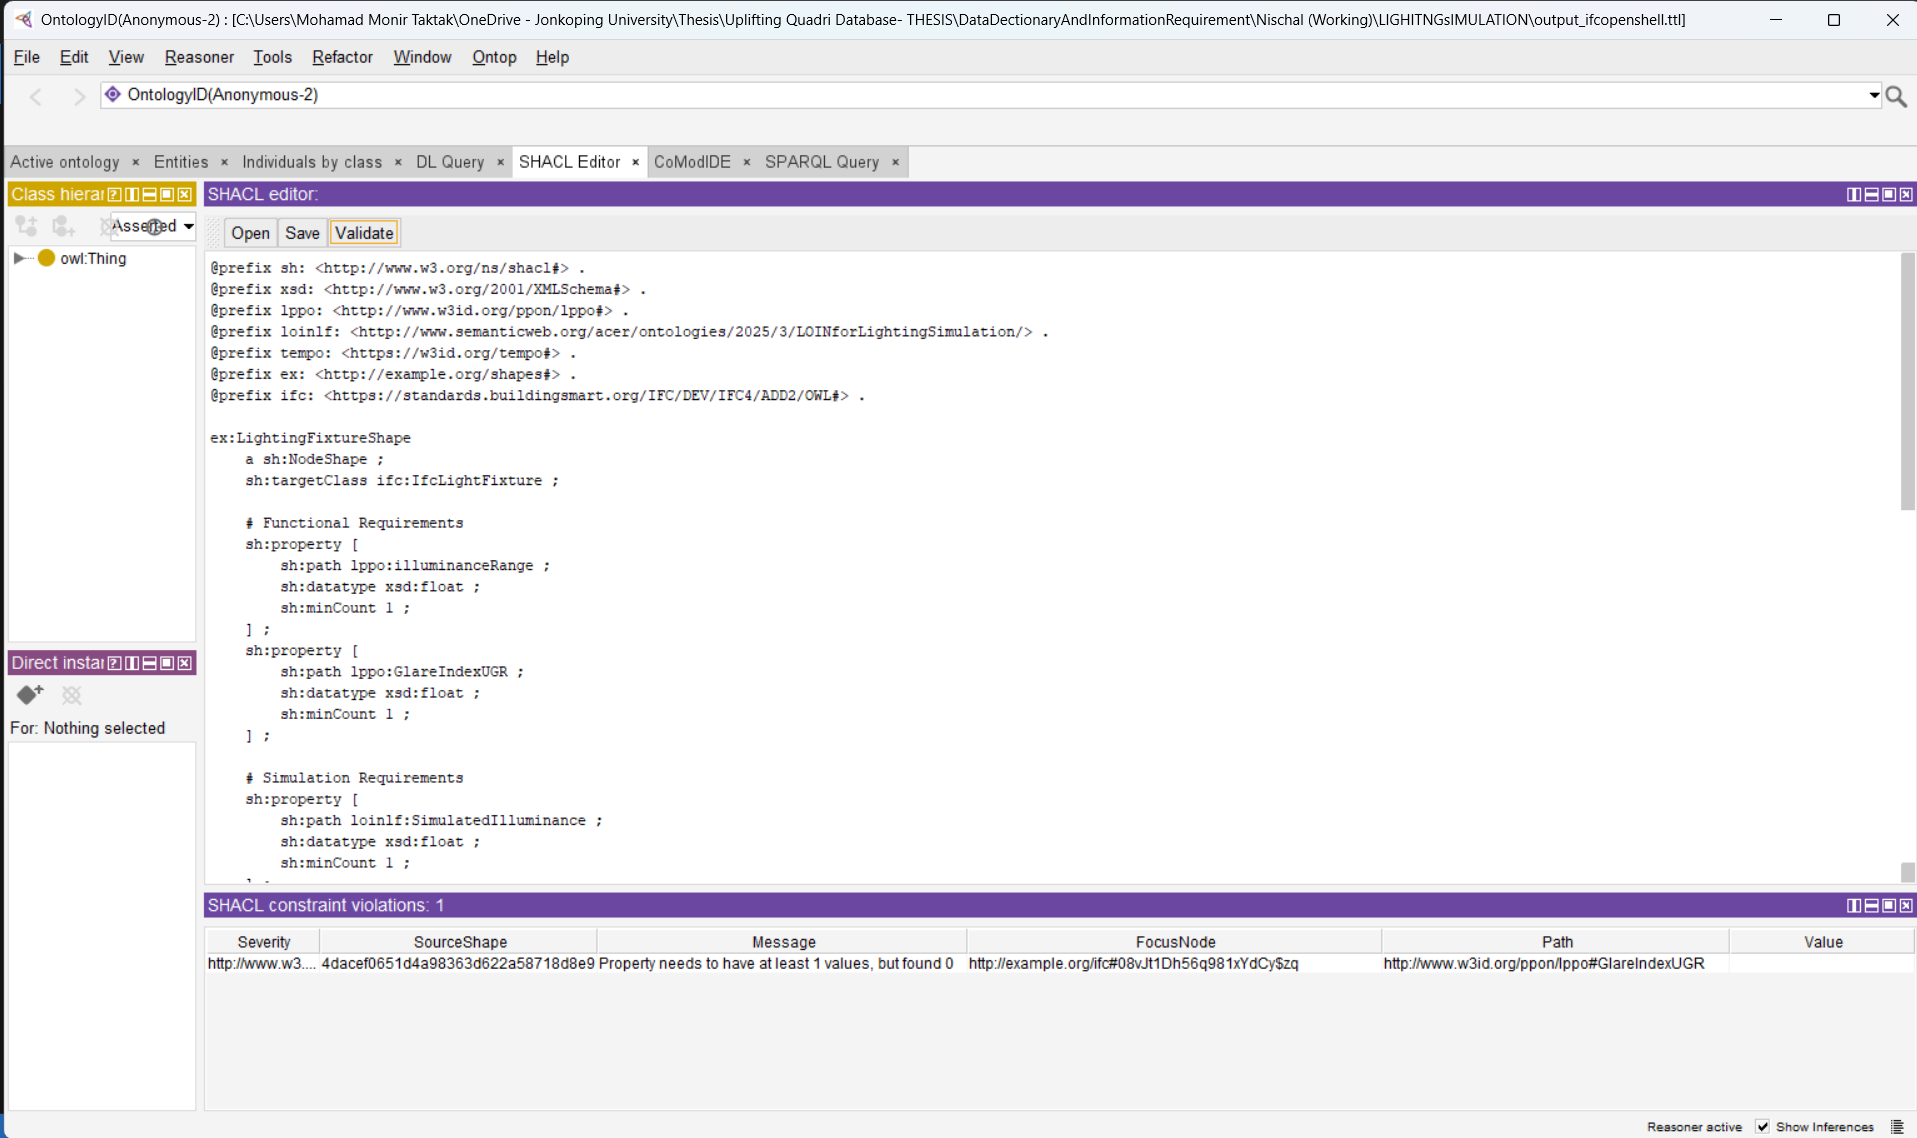 OntologyID(Anonymous-2) : [C:\Users\Mohamad Monir Taktak\OneDrive - Jonkoping University\Thesis\Uplifting Quadri Database- THESIS\DataDectionaryAndInformationRequirement\Nischal (Working)\LIGHITNGsIMULATION\output_ifcopenshell.ttl]
File Edit View Reasoner Tools Refactor Window Ontop Help
OntologyID(Anonymous-2)
Active ontology × Entities × Individuals by class × DL Query × SHACL Editor × CoModIDE × SPARQL Query ×
Class hierar
Asserted
owl:Thing
Direct instar
For: Nothing selected
SHACL editor:
Open Save Validate
@prefix sh: <http://www.w3.org/ns/shacl#> .
@prefix xsd: <http://www.w3.org/2001/XMLSchema#> .
@prefix lppo: <http://www.w3id.org/ppon/lppo#> .
@prefix loinlf: <http://www.semanticweb.org/acer/ontologies/2025/3/LOINforLightingSimulation/> .
@prefix tempo: <https://w3id.org/tempo#> .
@prefix ex: <http://example.org/shapes#> .
@prefix ifc: <https://standards.buildingsmart.org/IFC/DEV/IFC4/ADD2/OWL#> .
ex:LightingFixtureShape
a sh:NodeShape ;
sh:targetClass ifc:IfcLightFixture ;
# Functional Requirements
sh:property [
sh:path lppo:illuminanceRange ;
sh:datatype xsd:float ;
sh:minCount 1 ;
] ;
sh:property [
sh:path lppo:GlareIndexUGR ;
sh:datatype xsd:float ;
sh:minCount 1 ;
] ;
# Simulation Requirements
sh:property [
sh:path loinlf:SimulatedIlluminance ;
sh:datatype xsd:float ;
sh:minCount 1 ;
SHACL constraint violations: 1
Severity SourceShape Message FocusNode Path Value
http://www.w3.... 4dacef0651d4a98363d622a58718d8e9 Property needs to have at least 1 values, but found 0 http://example.org/ifc#08vJt1Dh56q981xYdCy$zq http://www.w3id.org/ppon/lppo#GlareIndexUGR
Reasoner active Show Inferences